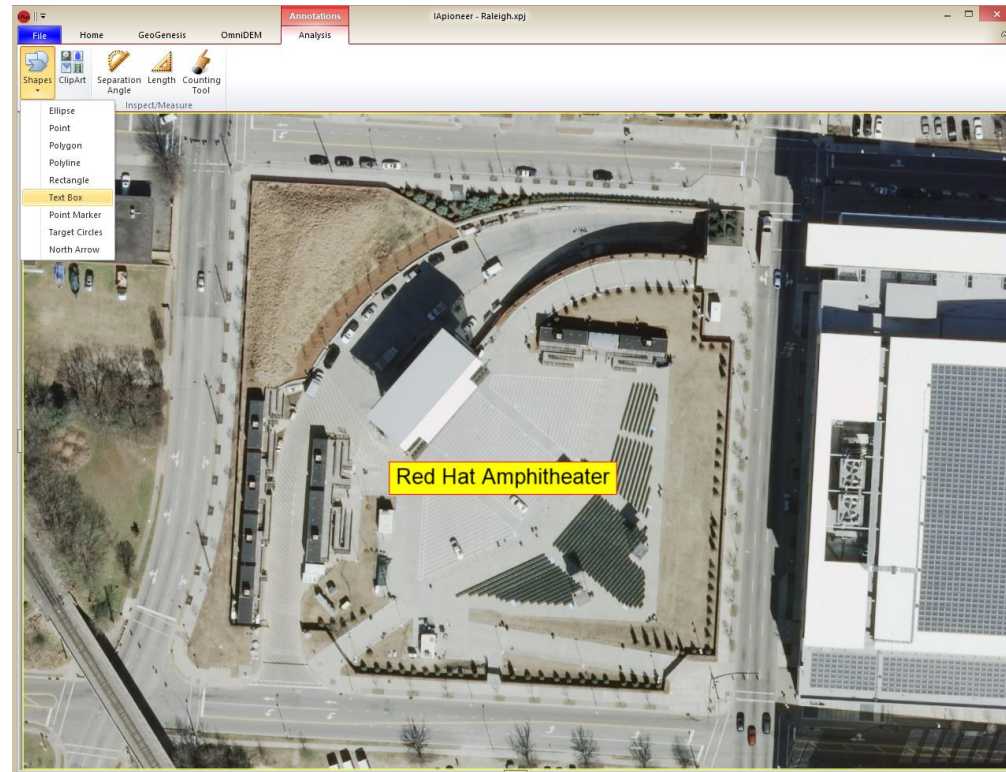 IAp
Annotations
IApioneer - Raleigh.xpj
File Home GeoGenesis OmniDEM Analysis
Shapes ClipArt Separation Angle Length Counting Tool
Inspect/Measure
Ellipse
Point
Polygon
Polyline
Rectangle
Text Box
Point Marker
Target Circles
North Arrow
Red Hat Amphitheater